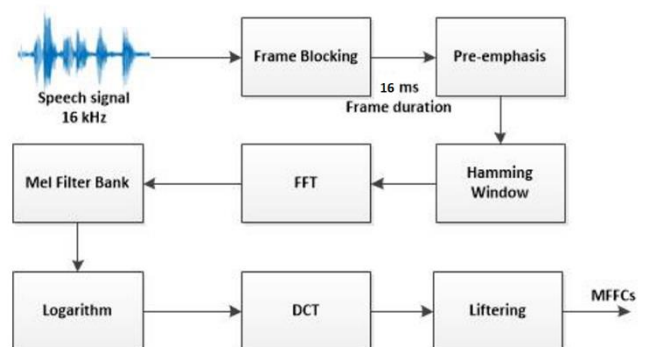 Speech signal
16 kHz
Frame Blocking
16 ms
Frame duration
Pre-emphasis
Hamming
Window
FFT
Mel Filter Bank
Logarithm
DCT
Liftering
MFFCs